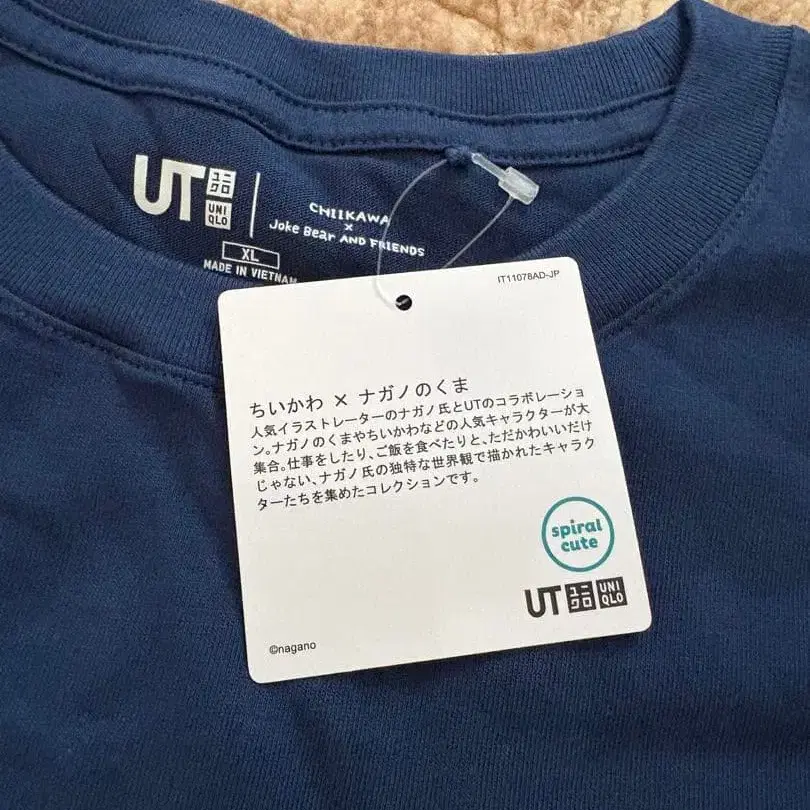 UT ユニクロ UNIQLO
CHIIKAWA
×
Joke Bear AND FRIENDS
XL
MADE IN VIETNAM
IT11078AD-JP
ちいかわ × ナガノのくま
人気イラストレーターのナガノ氏とUTのコラボレーショ
ン。ナガノのくまやちいかわなどの人気キャラクターが大
集合。仕事をしたり、ご飯を食べたりと、ただかわいいだけ
じゃない、ナガノ氏の独特な世界観で描かれたキャラク
ターたちを集めたコレクションです。
spiral
cute
UT ユニクロ UNIQLO
©nagano